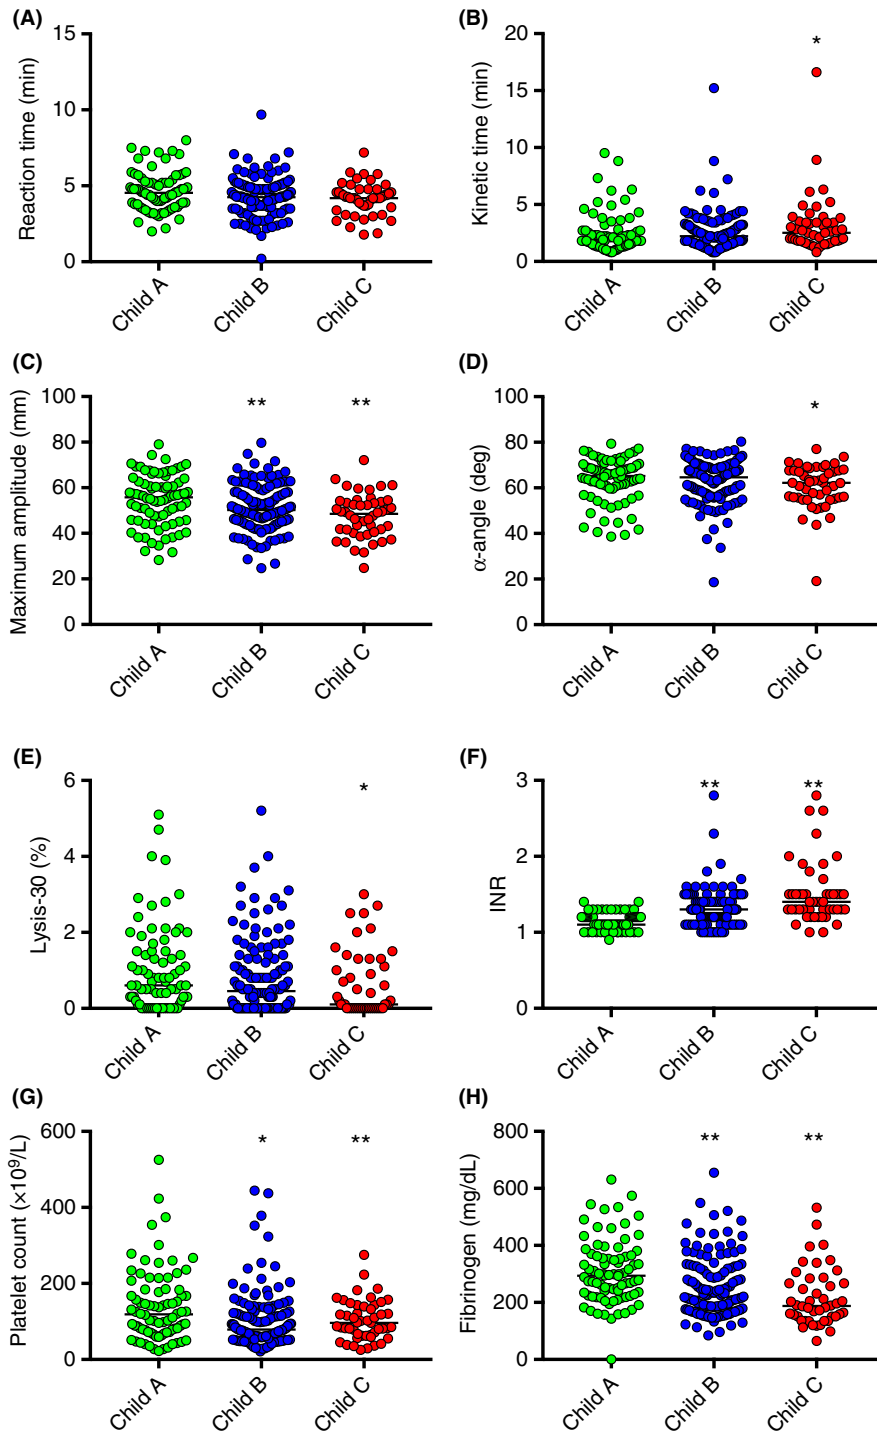 (A)
15
10
5
0
Reaction time (min)
Child A
Child B
Child C
(B)
20
15
10
5
0
Kinetic time (min)
*
Child A
Child B
Child C
(C)
100
80
60
40
20
0
Maximum amplitude (mm)
**
**
Child A
Child B
Child C
(D)
100
80
60
40
20
0
α-angle (deg)
*
Child A
Child B
Child C
(E)
6
4
2
0
Lysis-30 (%)
*
Child A
Child B
Child C
(F)
3
2
1
0
INR
**
**
Child A
Child B
Child C
(G)
600
400
200
0
Platelet count (×10⁹/L)
*
**
Child A
Child B
Child C
(H)
800
600
400
200
0
Fibrinogen (mg/dL)
**
**
Child A
Child B
Child C